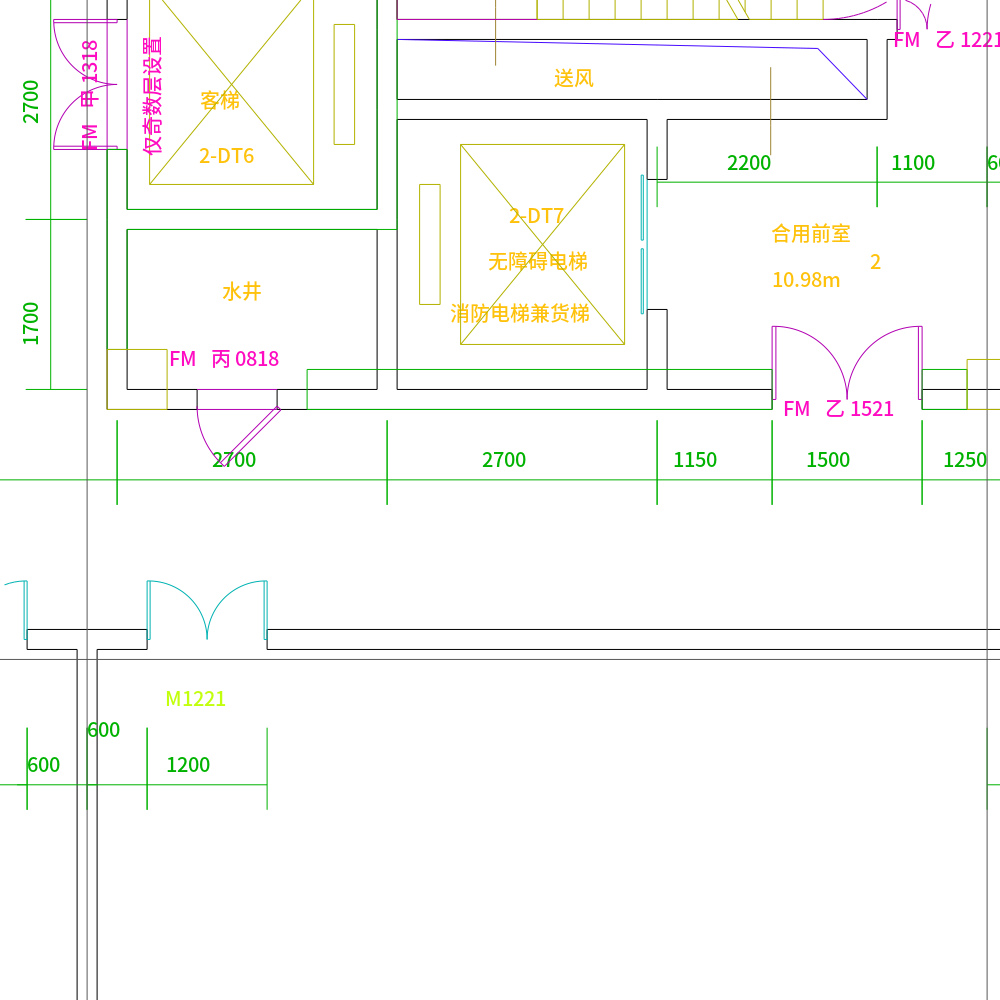 FM 乙 1221
FM 甲 1318
仅奇数层设置
2700
客梯
2-DT6
送风
2200
1100
2-DT7
无障碍电梯
消防电梯兼货梯
合用前室
2
10.98m
水井
1700
FM 丙 0818
FM 乙 1521
2700
2700
1150
1500
1250
M1221
600
600
1200